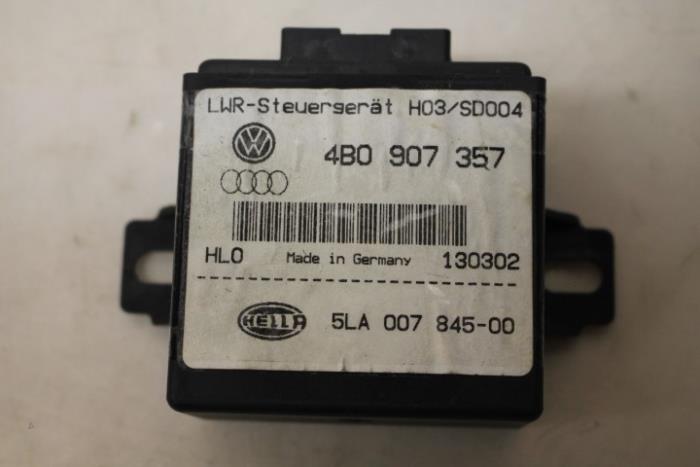 LWR-Steuergerät H03/SD004
4B0 907 357
HLO Made in Germany 130302
HELLA 5LA 007 845-00